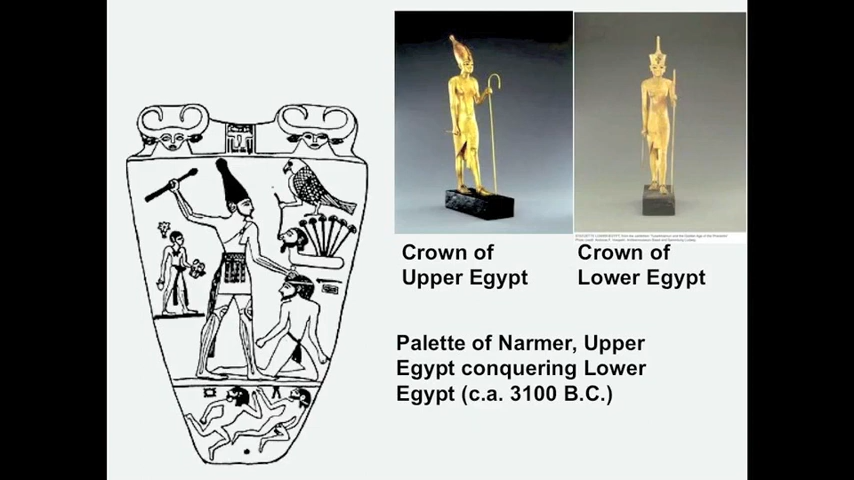 Crown of
Upper Egypt
Crown of
Lower Egypt
Palette of Narmer, Upper
Egypt conquering Lower
Egypt (c.a. 3100 B.C.)